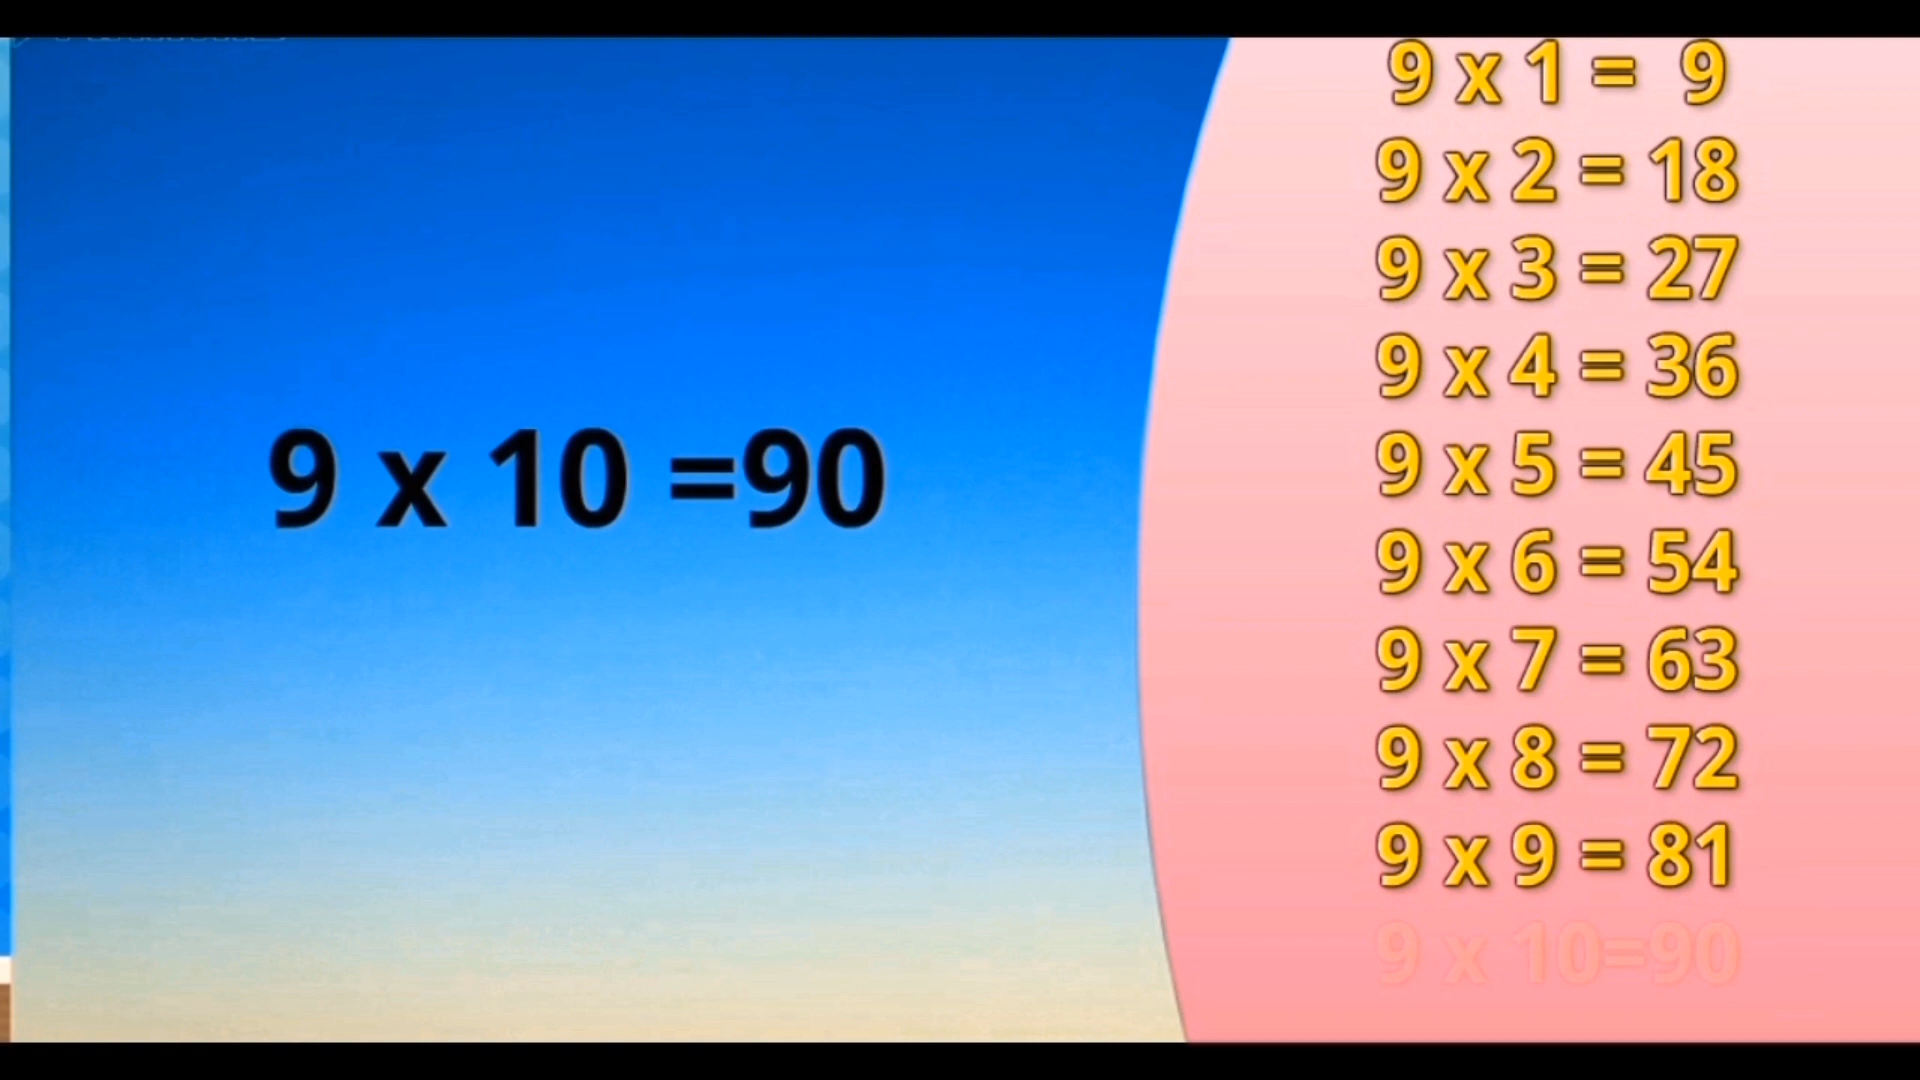 9 x 10 =90
9 x 1 = 9
9 x 2 = 18
9 x 3 = 27
9 x 4 = 36
9 x 5 = 45
9 x 6 = 54
9 x 7 = 63
9 x 8 = 72
9 x 9 = 81
9 x 10=90